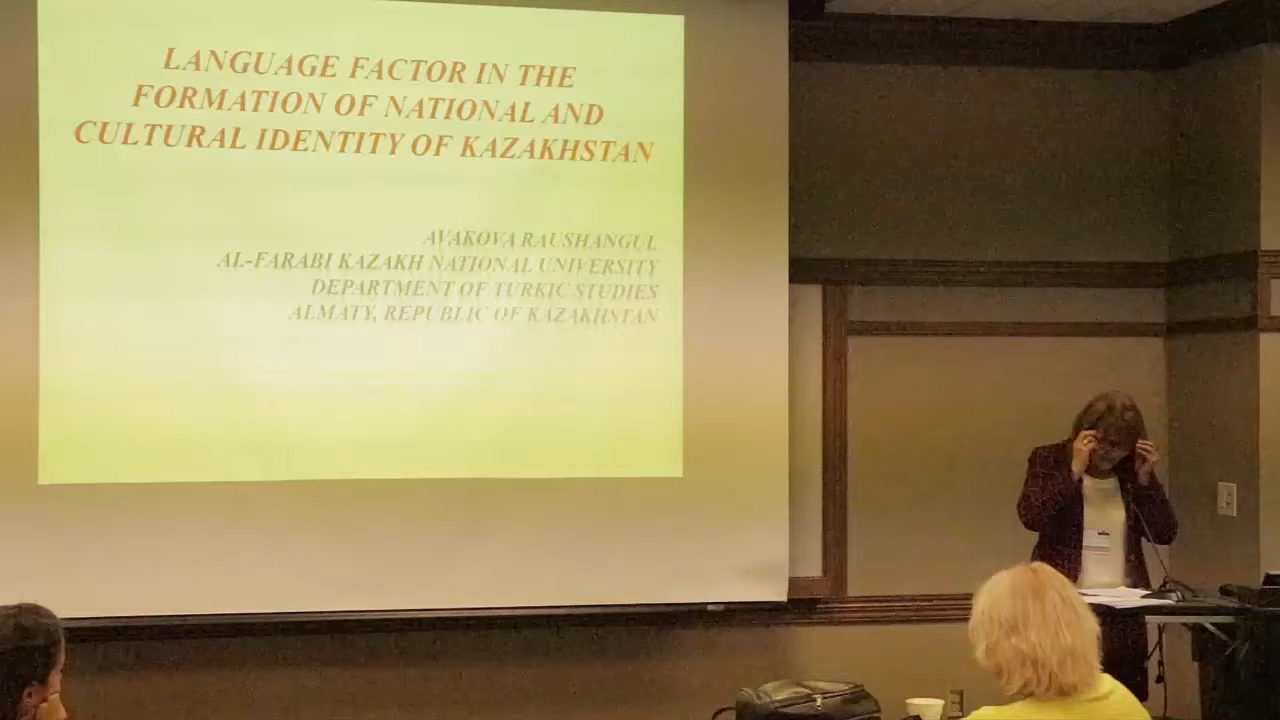 LANGUAGE FACTOR IN THE
FORMATION OF NATIONAL AND
CULTURAL IDENTITY OF KAZAKHSTAN
AVAKOVA RAUSHANGUL
AL-FARABI KAZAKH NATIONAL UNIVERSITY
DEPARTMENT OF TURKIC STUDIES
ALMATY, REPUBLIC OF KAZAKHSTAN